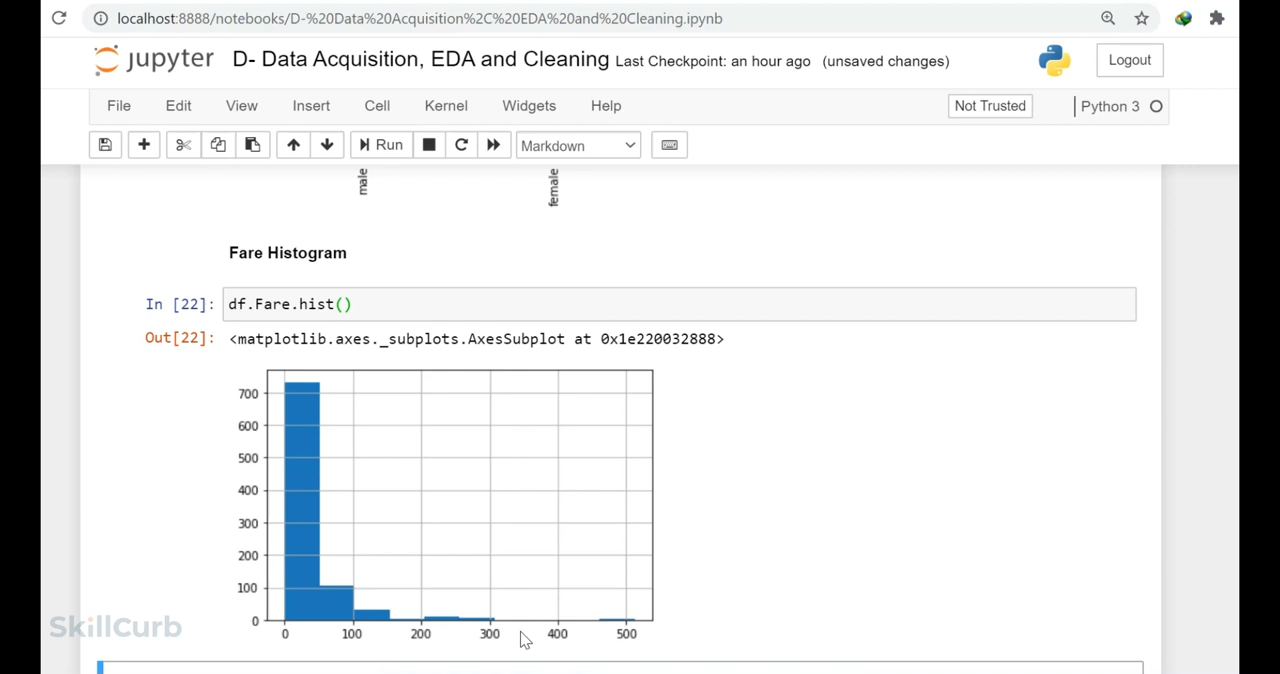 localhost:8888/notebooks/D-%20Data%20Acquisition%2C%20EDA%20and%20Cleaning.ipynb
jupyter D- Data Acquisition, EDA and Cleaning Last Checkpoint: an hour ago (unsaved changes) Logout
File Edit View Insert Cell Kernel Widgets Help Not Trusted Python 3
Run Markdown
male female
Fare Histogram
In [22]: df.Fare.hist()
Out[22]: <matplotlib.axes._subplots.AxesSubplot at 0x1e220032888>
700
600
500
400
300
200
100
0
0 100 200 300 400 500
SkillCurb